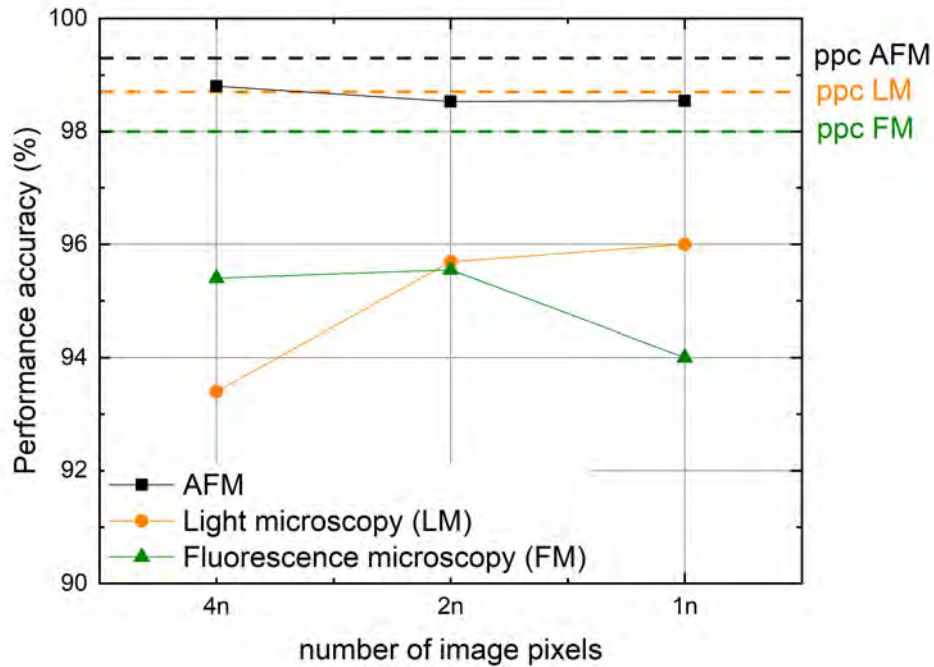 100
98
96
94
92
90
Performance accuracy (%)
ppc AFM
ppc LM
ppc FM
AFM
Light microscopy (LM)
Fluorescence microscopy (FM)
4n
2n
1n
number of image pixels